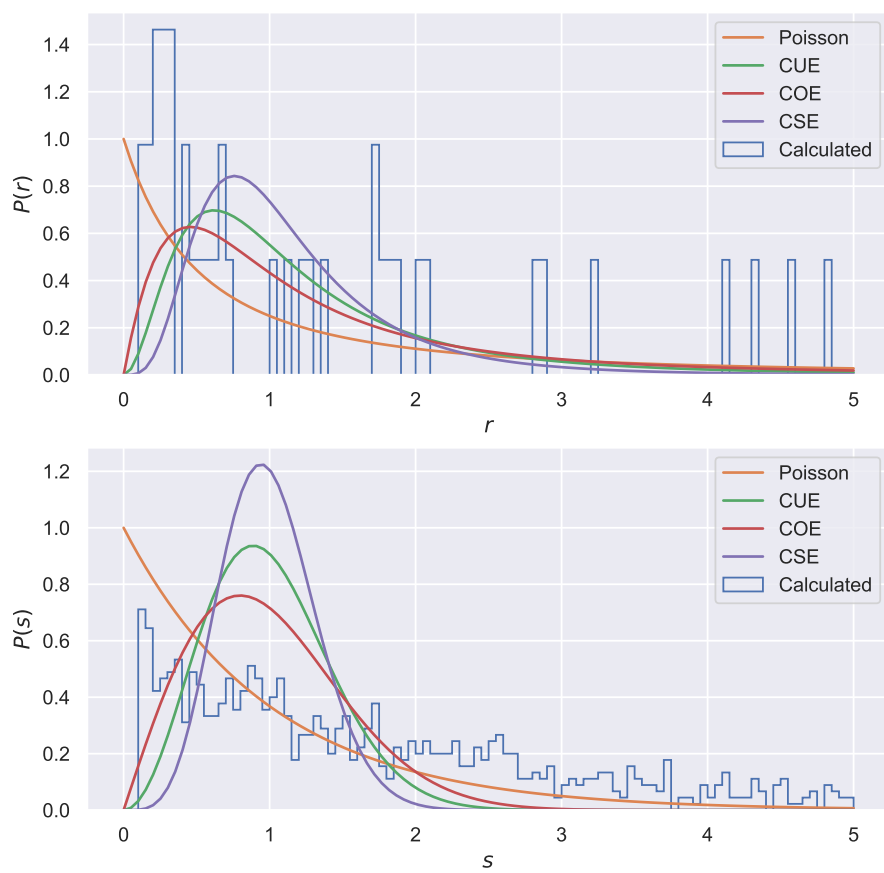 1.4
1.2
1.0
0.8
0.6
0.4
0.2
0.0
P(r)
Poisson
CUE
COE
CSE
Calculated
0 1 2 3 4 5
r
1.2
1.0
0.8
0.6
0.4
0.2
0.0
P(s)
Poisson
CUE
COE
CSE
Calculated
0 1 2 3 4 5
s